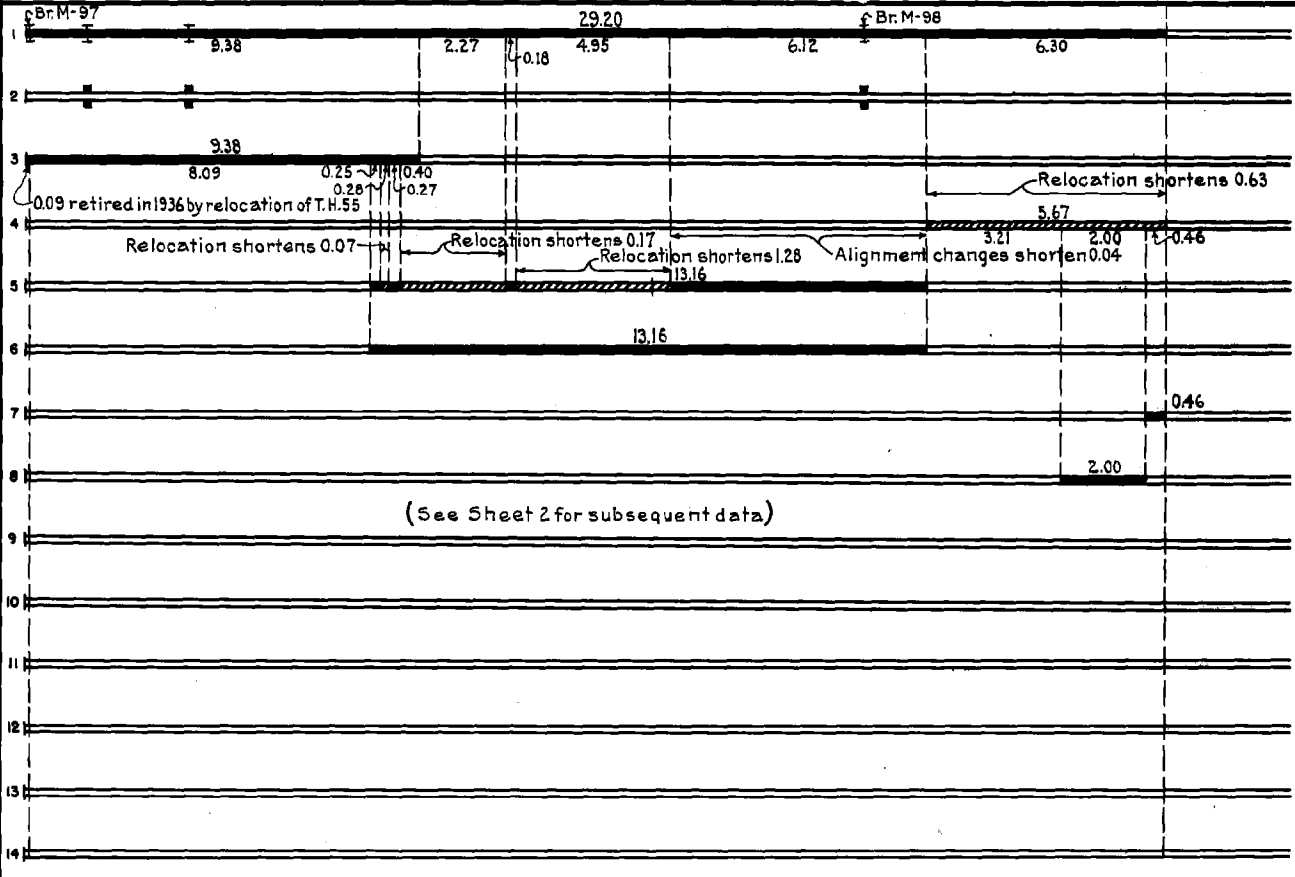 Br. M-97 29.20 Br. M-98
1 9.38 2.27 0.18 4.95 6.12 6.30
2
9.38
3 8.09 0.25 0.40
0.28 0.27
0.09 retired in 1936 by relocation of T.H.55
Relocation shortens 0.63
5.67
4 3.21 2.00 0.46
Relocation shortens 0.07
Relocation shortens 0.17
Relocation shortens 1.28
Alignment changes shorten 0.04
13.16
5
13.16
6
7 0.46
2.00
8
(See Sheet 2 for subsequent data)
9
10
11
12
13
14